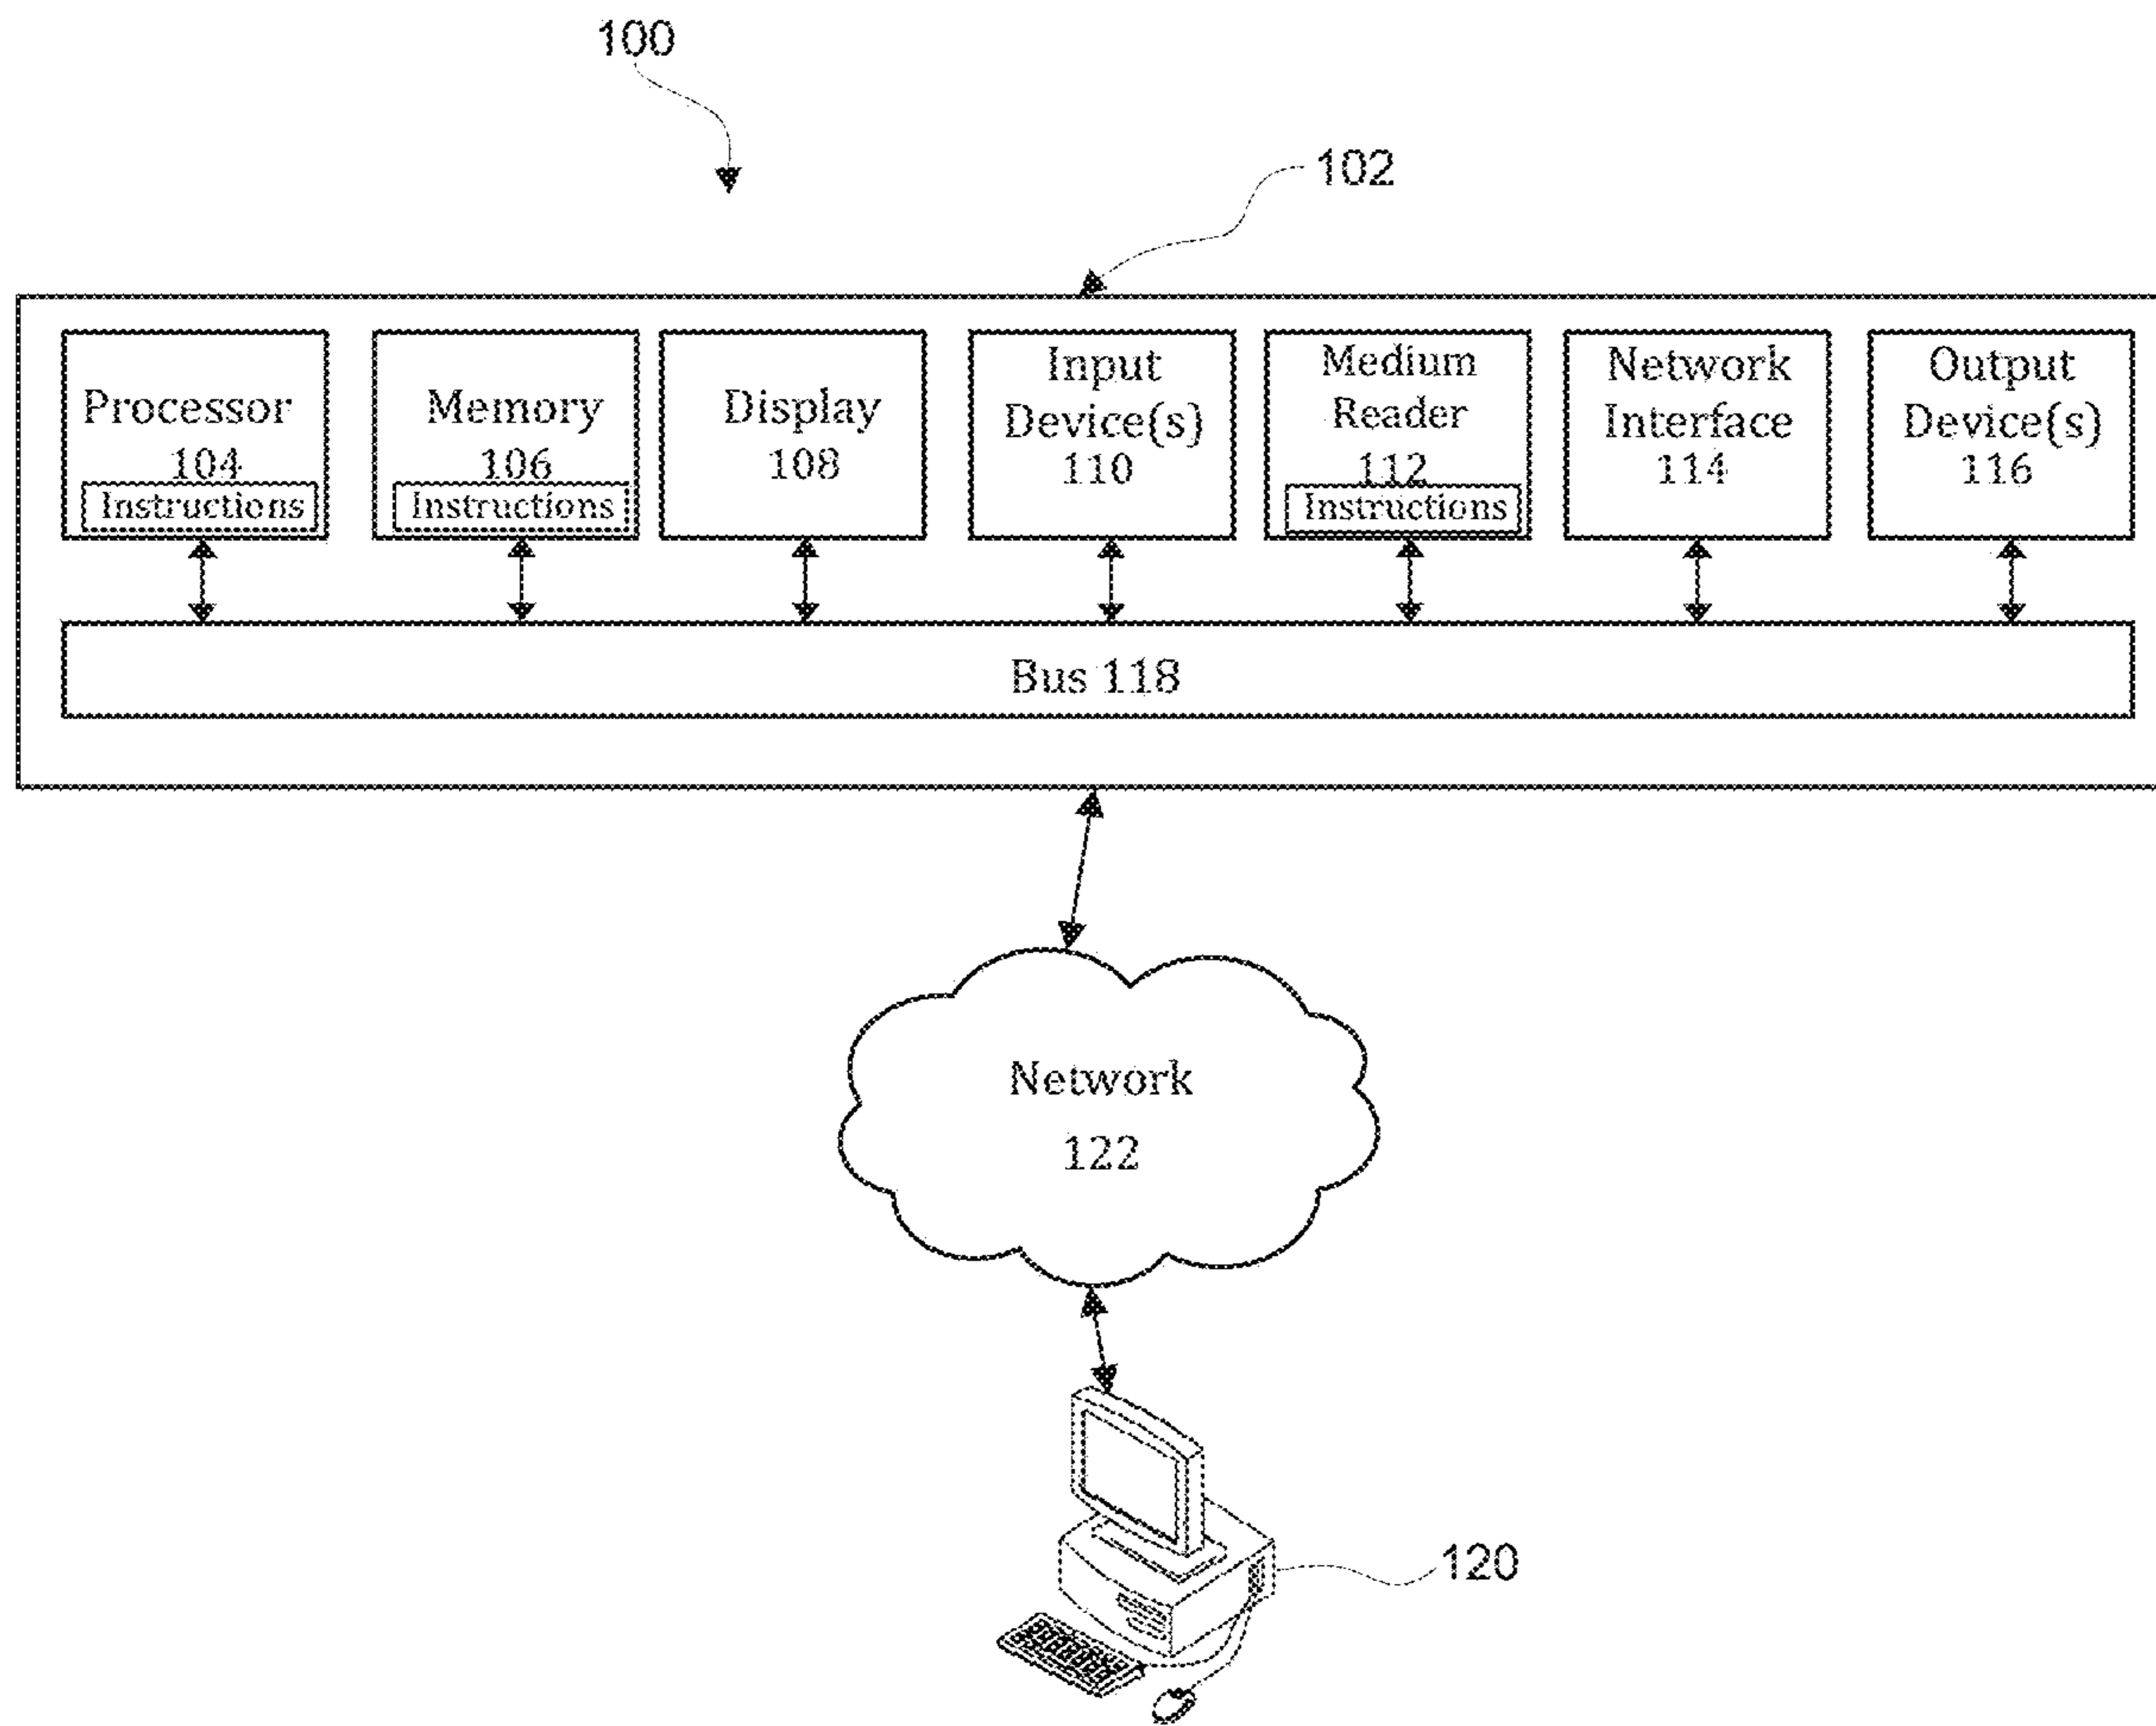 100
102
Processor
104
Instructions
Memory
106
Instructions
Display
108
Input
Device(s)
110
Medium
Reader
112
Instructions
Network
Interface
114
Output
Device(s)
116
Bus 118
Network
122
120